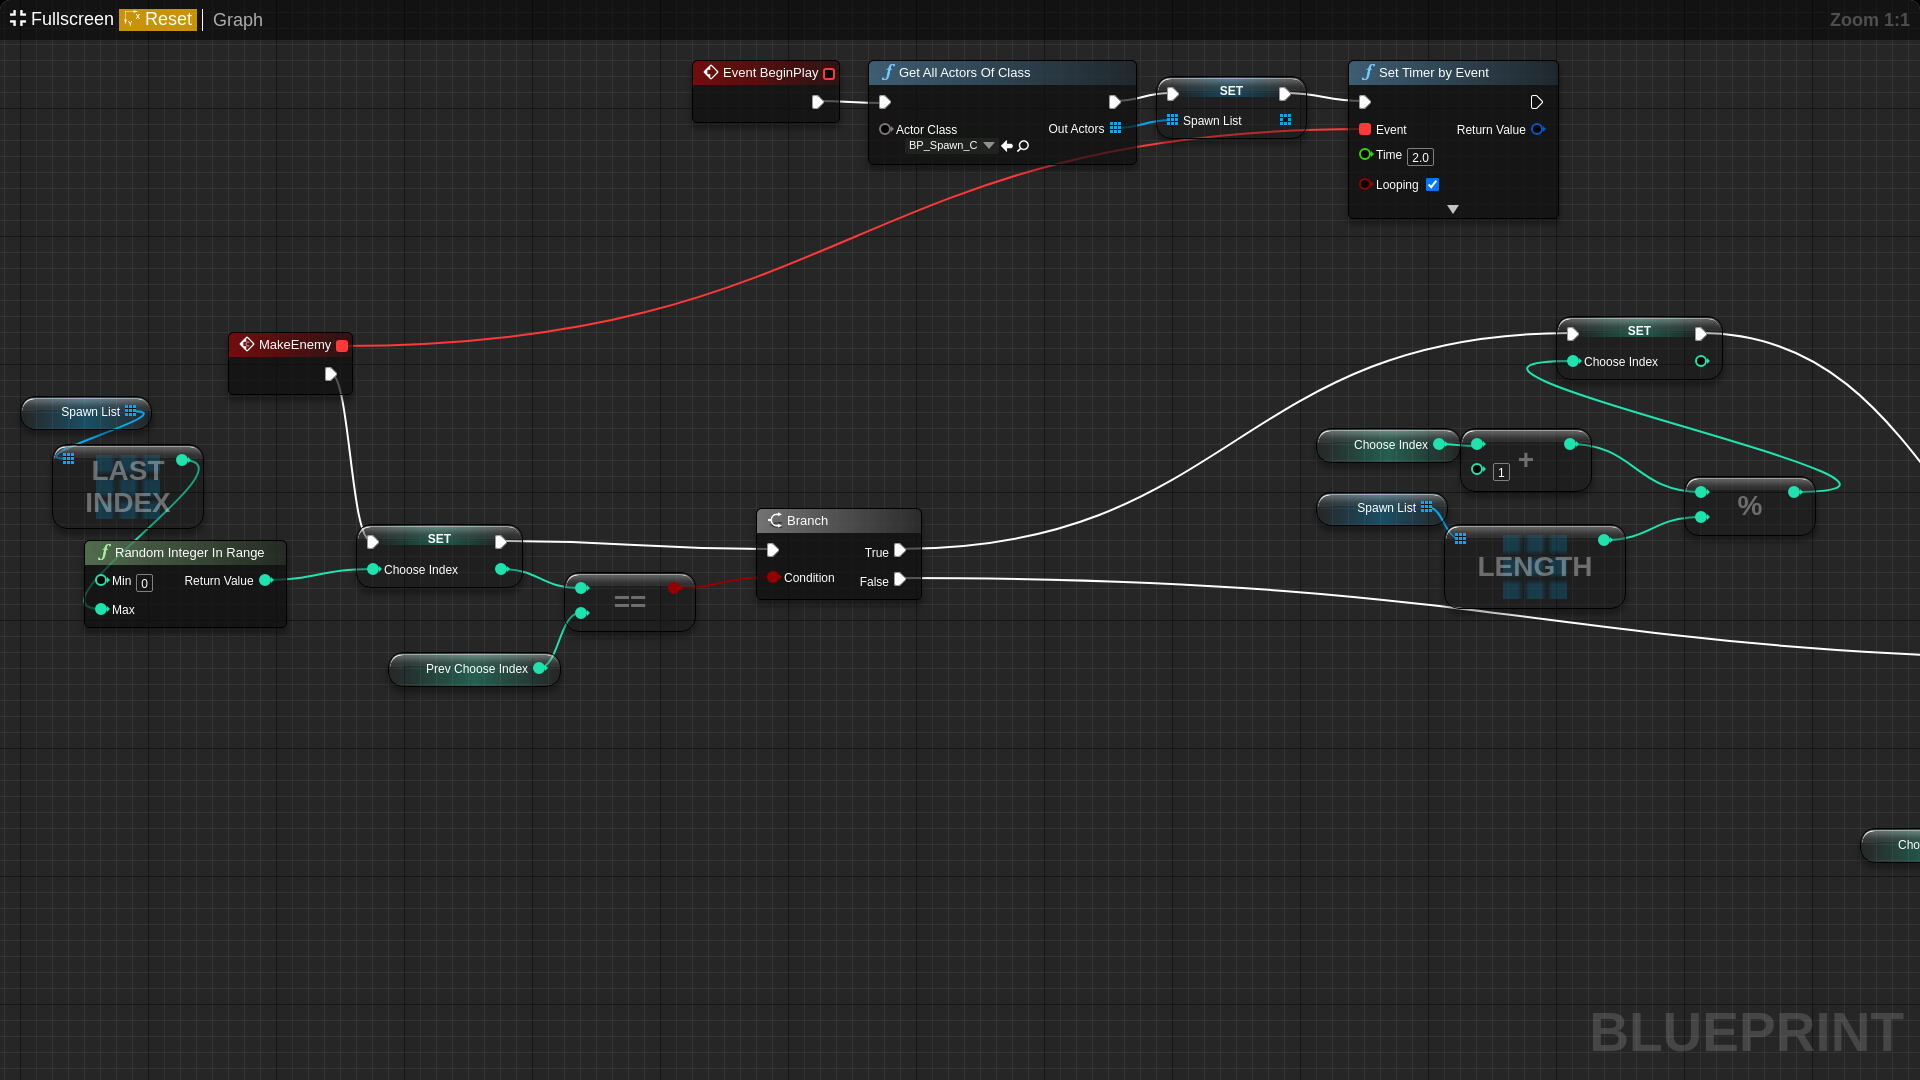 Fullscreen Reset Graph
Zoom 1:1
Event BeginPlay
Get All Actors Of Class
Actor Class
BP_Spawn_C
Out Actors
SET
Spawn List
Set Timer by Event
Event
Return Value
Time 2.0
Looping
MakeEnemy
Spawn List
LAST
INDEX
Random Integer In Range
Min 0
Return Value
Max
SET
Choose Index
==
Prev Choose Index
Branch
True
Condition
False
SET
Choose Index
Choose Index
+
1
Spawn List
LENGTH
%
Cho
BLUEPRINT